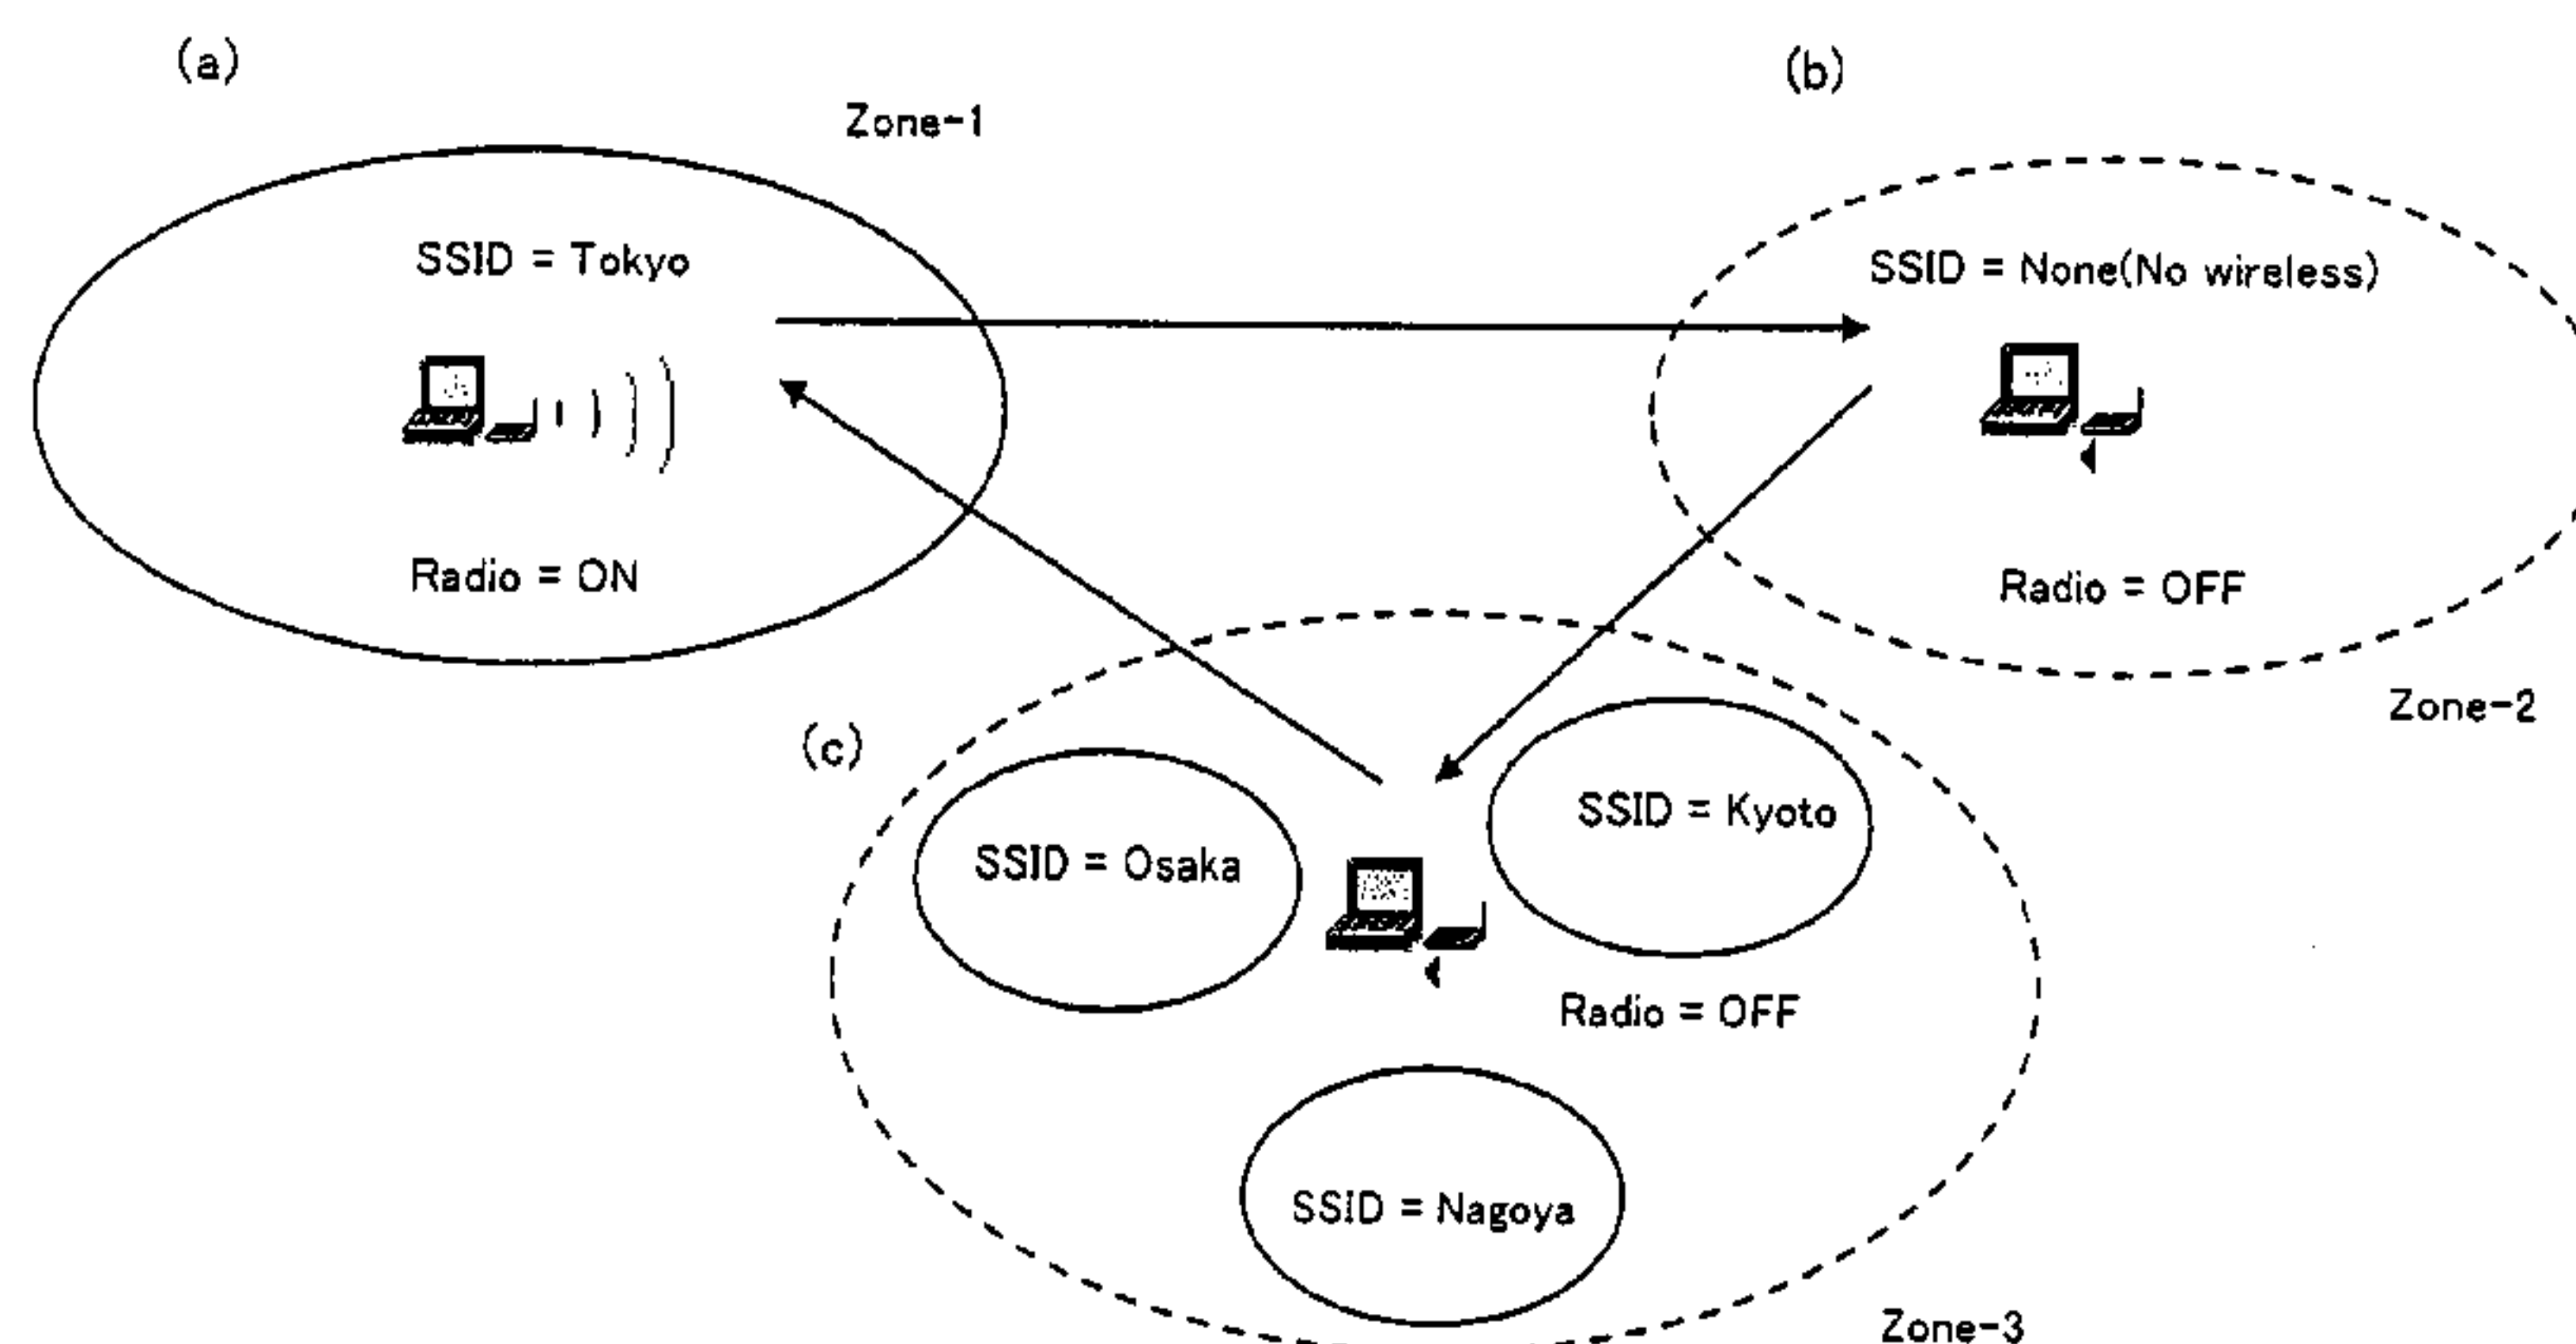 (a)
Zone-1
SSID = Tokyo
Radio = ON
(b)
SSID = None(No wireless)
Radio = OFF
Zone-2
(c)
SSID = Osaka
SSID = Kyoto
Radio = OFF
SSID = Nagoya
Zone-3